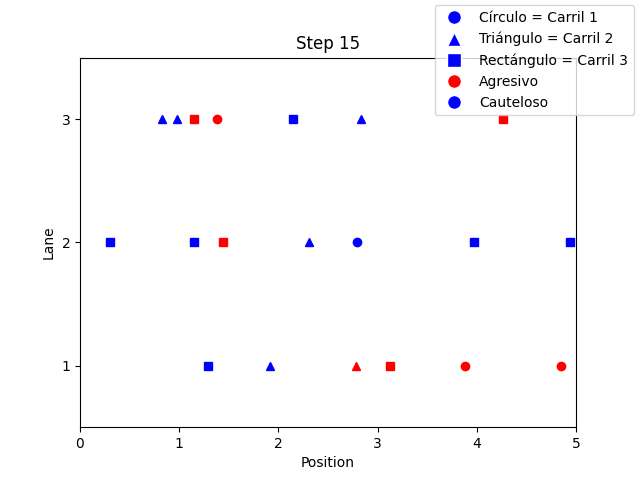 Step 15
Círculo = Carril 1
Triángulo = Carril 2
Rectángulo = Carril 3
Agresivo
Cauteloso
Lane
3
2
1
0 1 2 3 4 5
Position